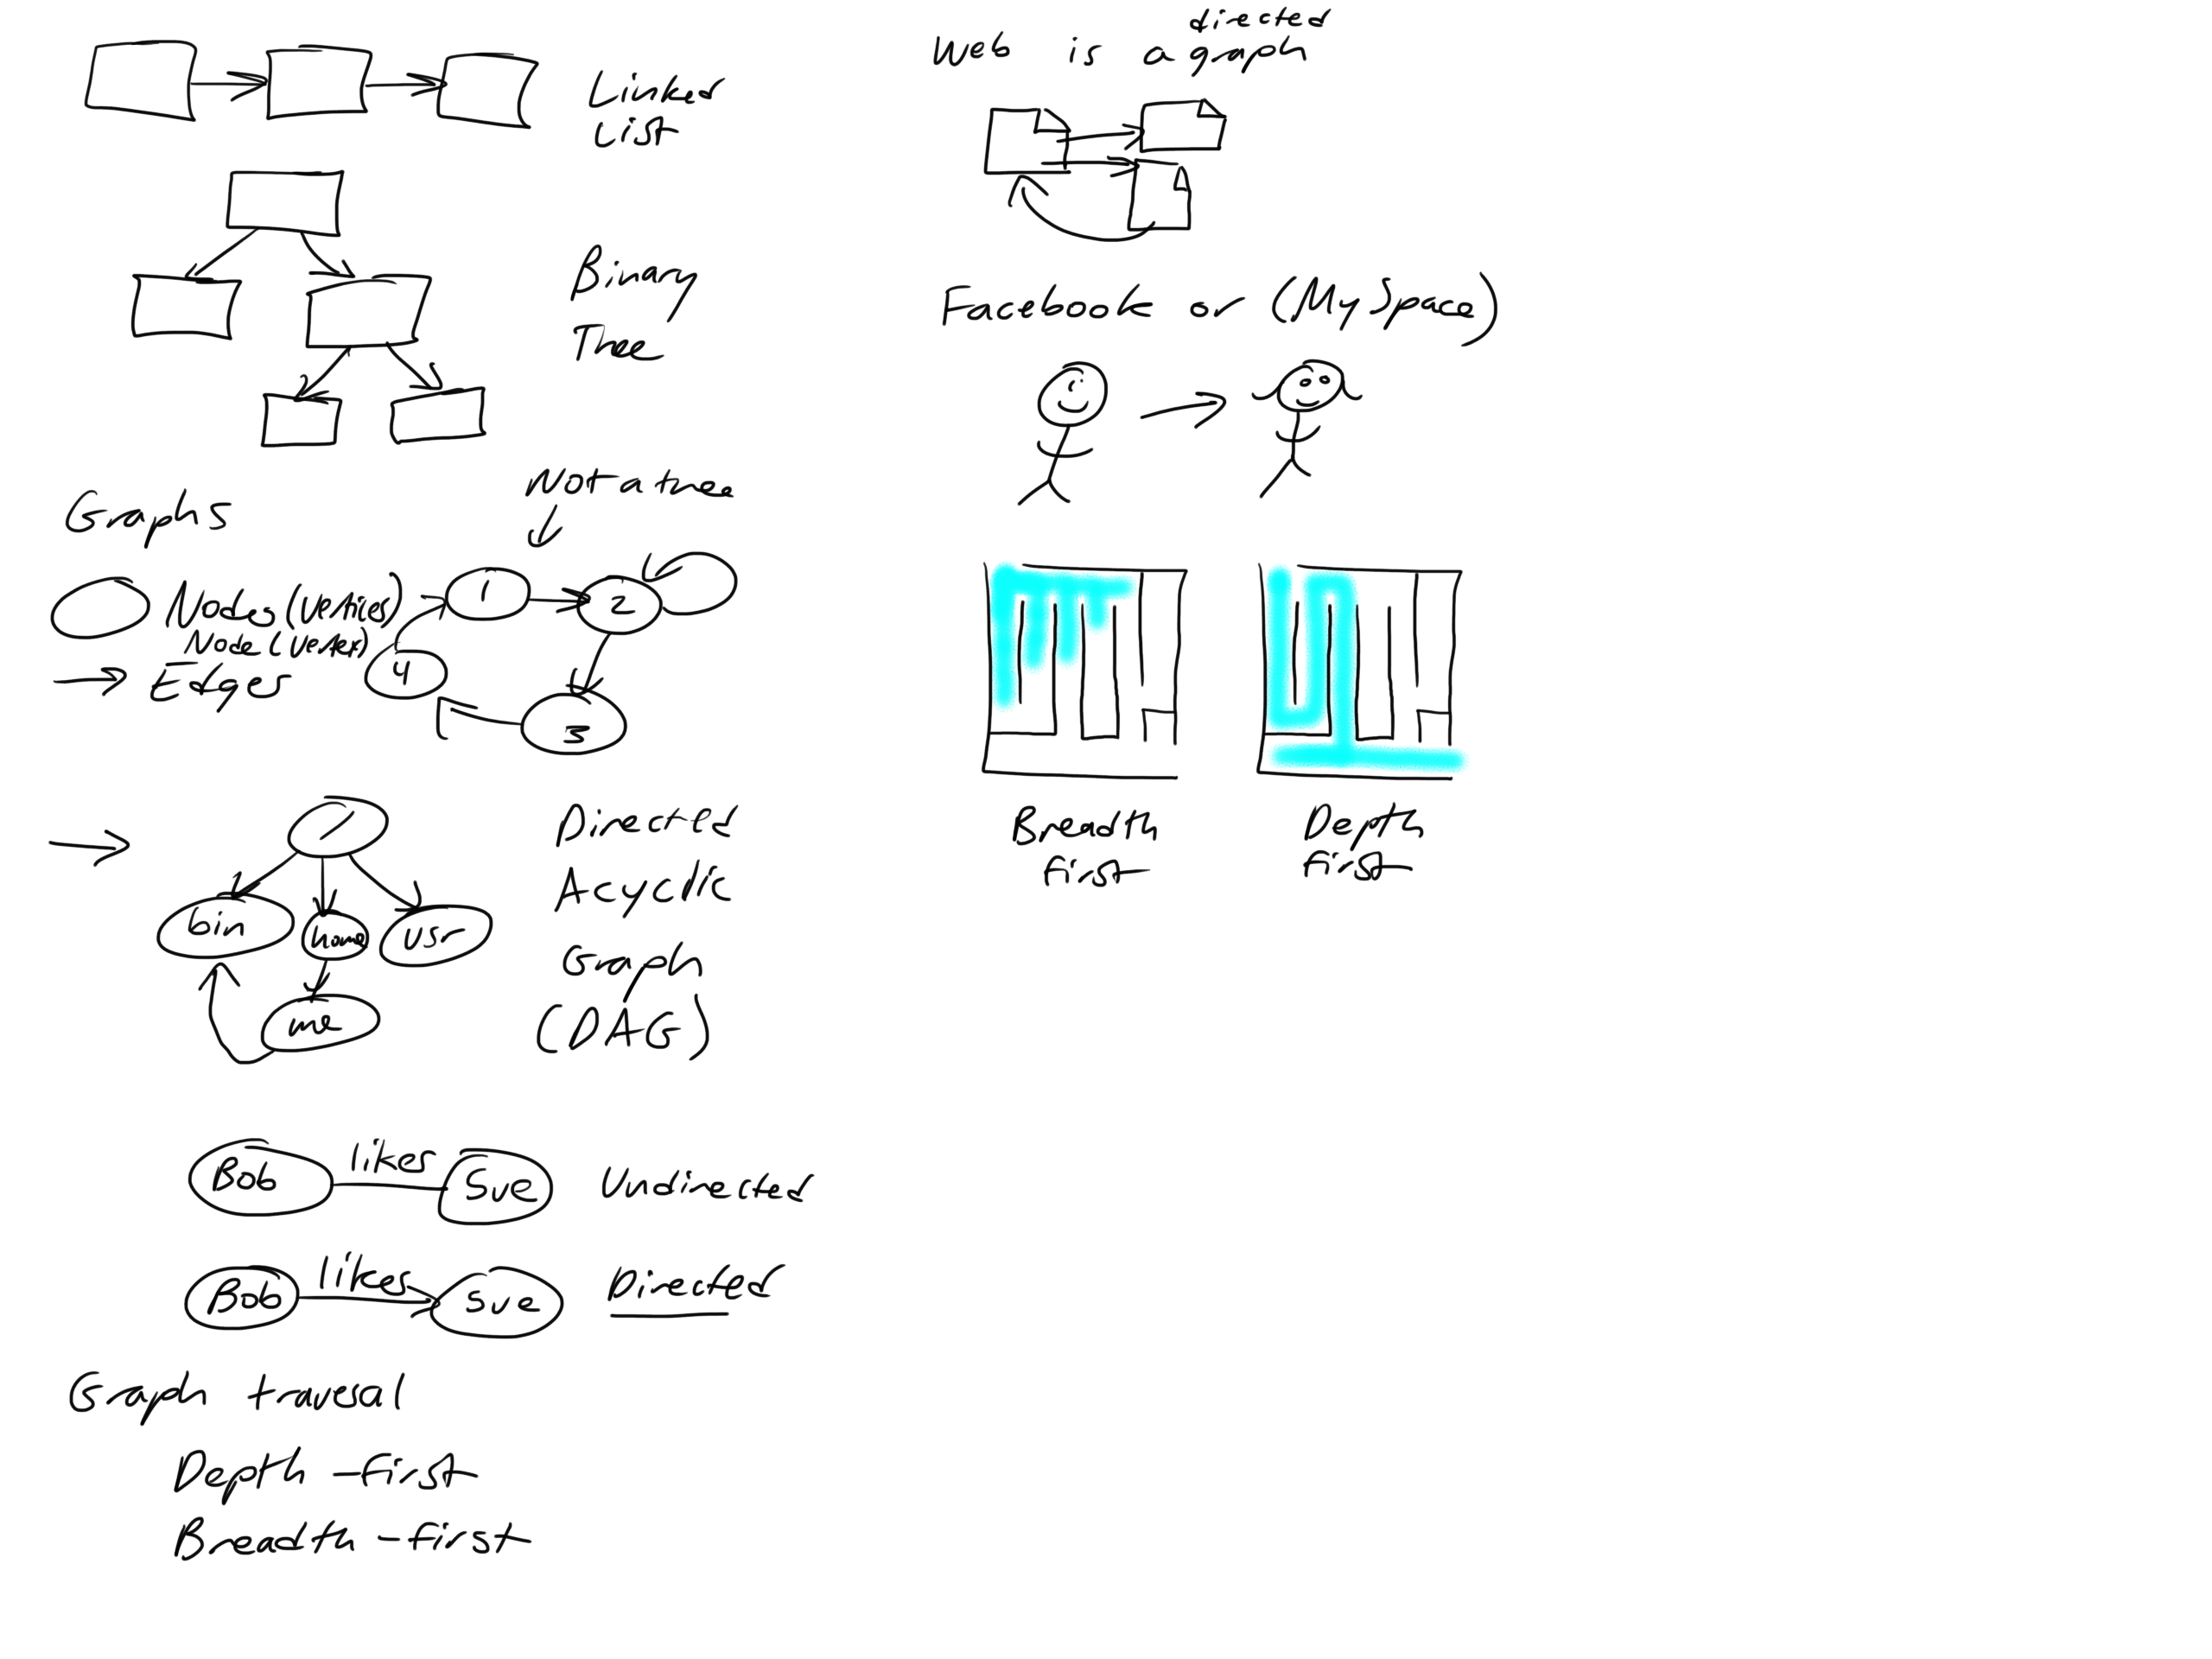 Linked
List
Binary
Tree
Graphs
Not a tree
Nodes (Vertices)
Node (Vertex)
Edges
1
2
3
4
/
bin
home
usr
me
Directed
Acyclic
Graph
(DAG)
Bob likes Sue Undirected
Bob likes Sue Directed
Graph traversal
Depth-first
Breadth-first
directed
Web is a graph
Facebook or (MySpace)
Breadth
first
Depth
first